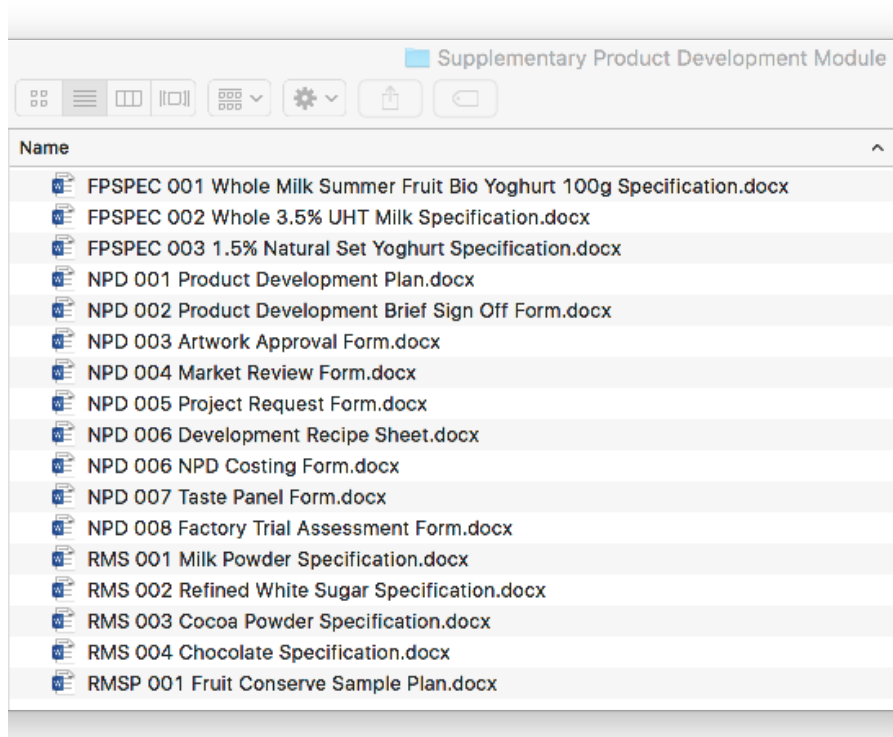 Supplementary Product Development Module
Name
FPSPEC 001 Whole Milk Summer Fruit Bio Yoghurt 100g Specification.docx
FPSPEC 002 Whole 3.5% UHT Milk Specification.docx
FPSPEC 003 1.5% Natural Set Yoghurt Specification.docx
NPD 001 Product Development Plan.docx
NPD 002 Product Development Brief Sign Off Form.docx
NPD 003 Artwork Approval Form.docx
NPD 004 Market Review Form.docx
NPD 005 Project Request Form.docx
NPD 006 Development Recipe Sheet.docx
NPD 006 NPD Costing Form.docx
NPD 007 Taste Panel Form.docx
NPD 008 Factory Trial Assessment Form.docx
RMS 001 Milk Powder Specification.docx
RMS 002 Refined White Sugar Specification.docx
RMS 003 Cocoa Powder Specification.docx
RMS 004 Chocolate Specification.docx
RMSP 001 Fruit Conserve Sample Plan.docx